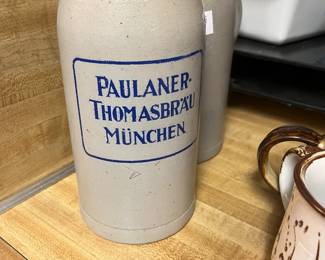 PAULANER-
THOMASBRÄU
MÜNCHEN